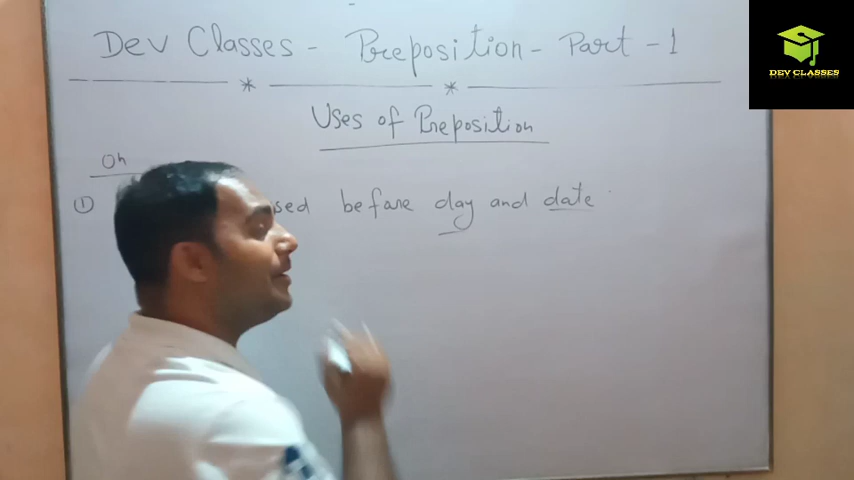 Dev Classes - Preposition - Part - 1
DEV CLASSES
Uses of Preposition
On
① sed before day and date